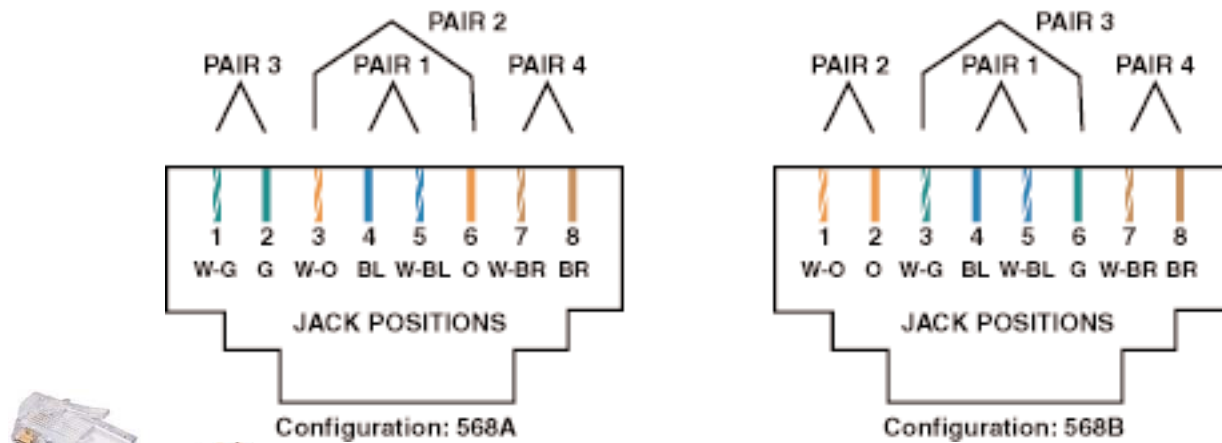 PAIR 2
PAIR 3 PAIR 1 PAIR 4
1 2 3 4 5 6 7 8
W-G G W-O BL W-BL O W-BR BR
JACK POSITIONS
Configuration: 568A
PAIR 3
PAIR 2 PAIR 1 PAIR 4
1 2 3 4 5 6 7 8
W-O O W-G BL W-BL G W-BR BR
JACK POSITIONS
Configuration: 568B